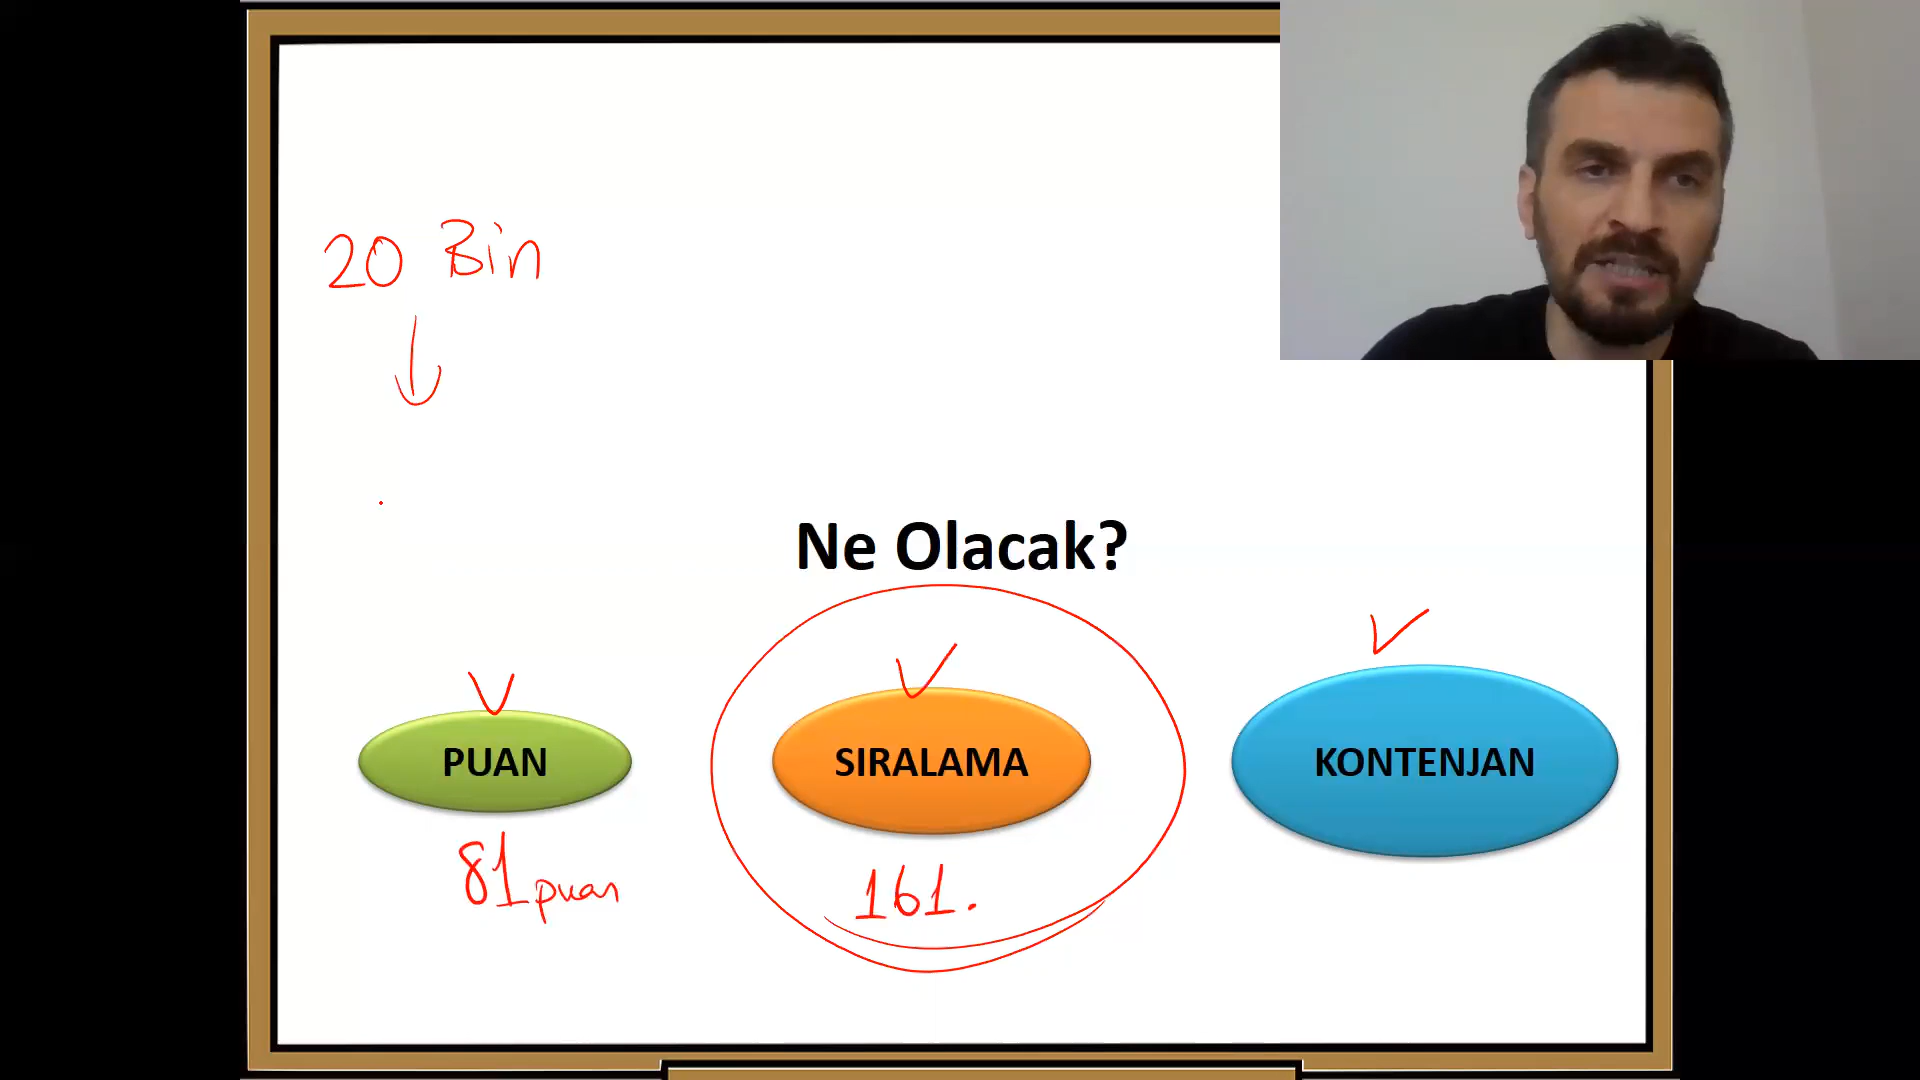 20 Bin
Ne Olacak?
PUAN
SIRALAMA
KONTENJAN
81 puan
161.